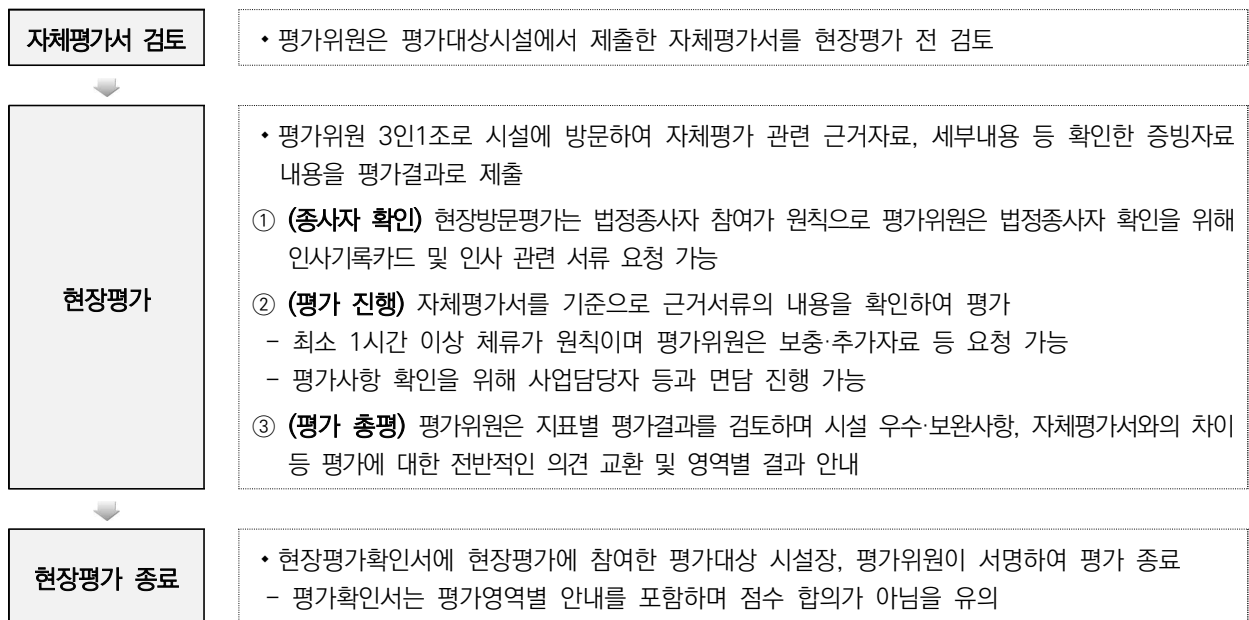 자체평가서 검토
◆ 평가위원은 평가대상시설에서 제출한 자체평가서를 현장평가 전 검토
현장평가
◆ 평가위원 3인1조로 시설에 방문하여 자체평가 관련 근거자료, 세부내용 등 확인한 증빙자료
내용을 평가결과로 제출
① (종사자 확인) 현장방문평가는 법정종사자 참여가 원칙으로 평가위원은 법정종사자 확인을 위해
인사기록카드 및 인사 관련 서류 요청 가능
② (평가 진행) 자체평가서를 기준으로 근거서류의 내용을 확인하여 평가
- 최소 1시간 이상 체류가 원칙이며 평가위원은 보충·추가자료 등 요청 가능
- 평가사항 확인을 위해 사업담당자 등과 면담 진행 가능
③ (평가 총평) 평가위원은 지표별 평가결과를 검토하며 시설 우수·보완사항, 자체평가서와의 차이
등 평가에 대한 전반적인 의견 교환 및 영역별 결과 안내
현장평가 종료
◆ 현장평가확인서에 현장평가에 참여한 평가대상 시설장, 평가위원이 서명하여 평가 종료
- 평가확인서는 평가영역별 안내를 포함하며 점수 합의가 아님을 유의